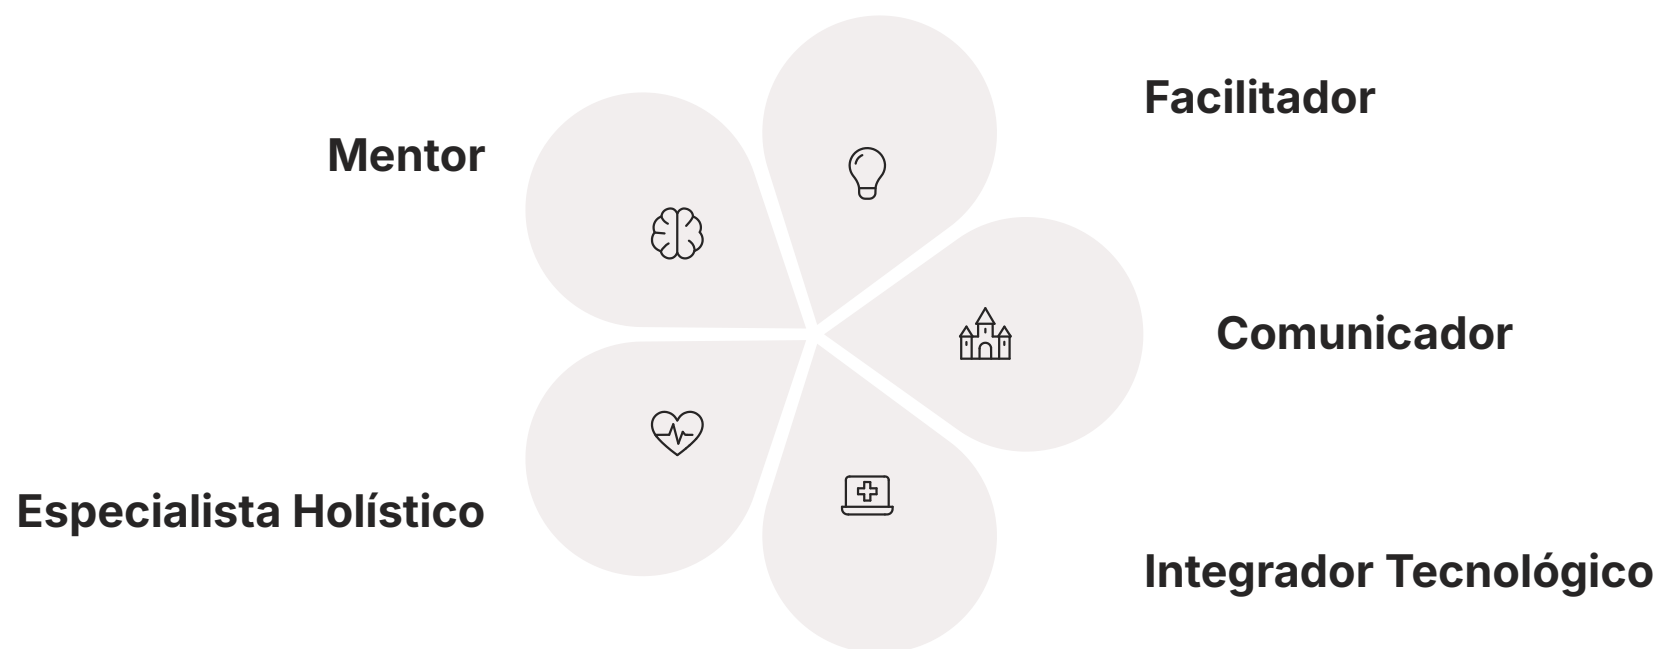 Facilitador
Mentor
Comunicador
Especialista Holístico
Integrador Tecnológico